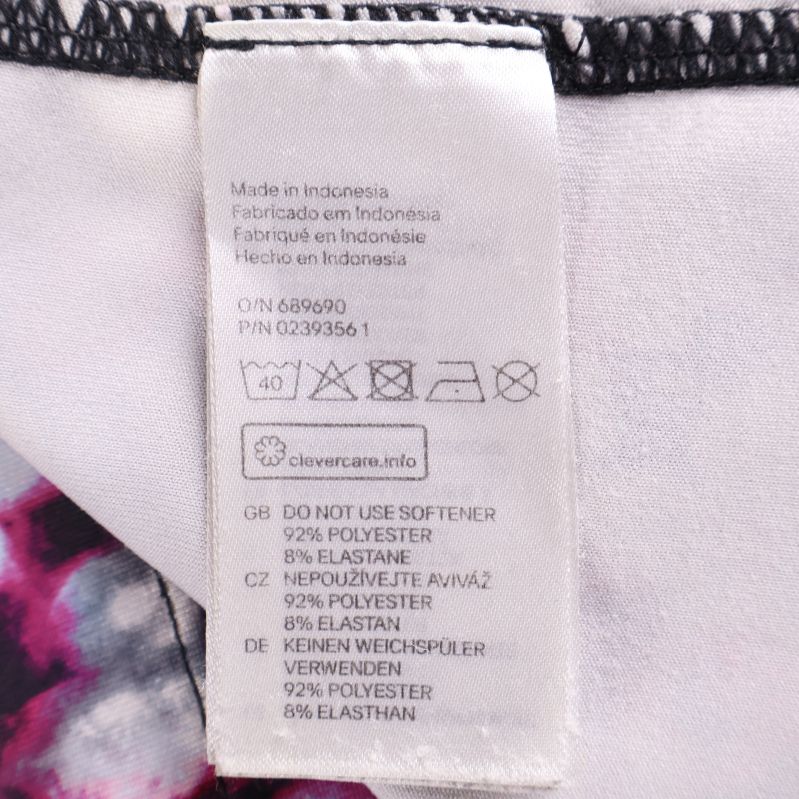 Made in Indonesia
Fabricado em Indonésia
Fabriqué en Indonésie
Hecho en Indonesia
O/N 689690
P/N 0239356 1
40
clevercare.info
GB DO NOT USE SOFTENER
92% POLYESTER
8% ELASTANE
CZ NEPOUŽÍVEJTE AVIVÁŽ
92% POLYESTER
8% ELASTAN
DE KEINEN WEICHSPÜLER
VERWENDEN
92% POLYESTER
8% ELASTHAN